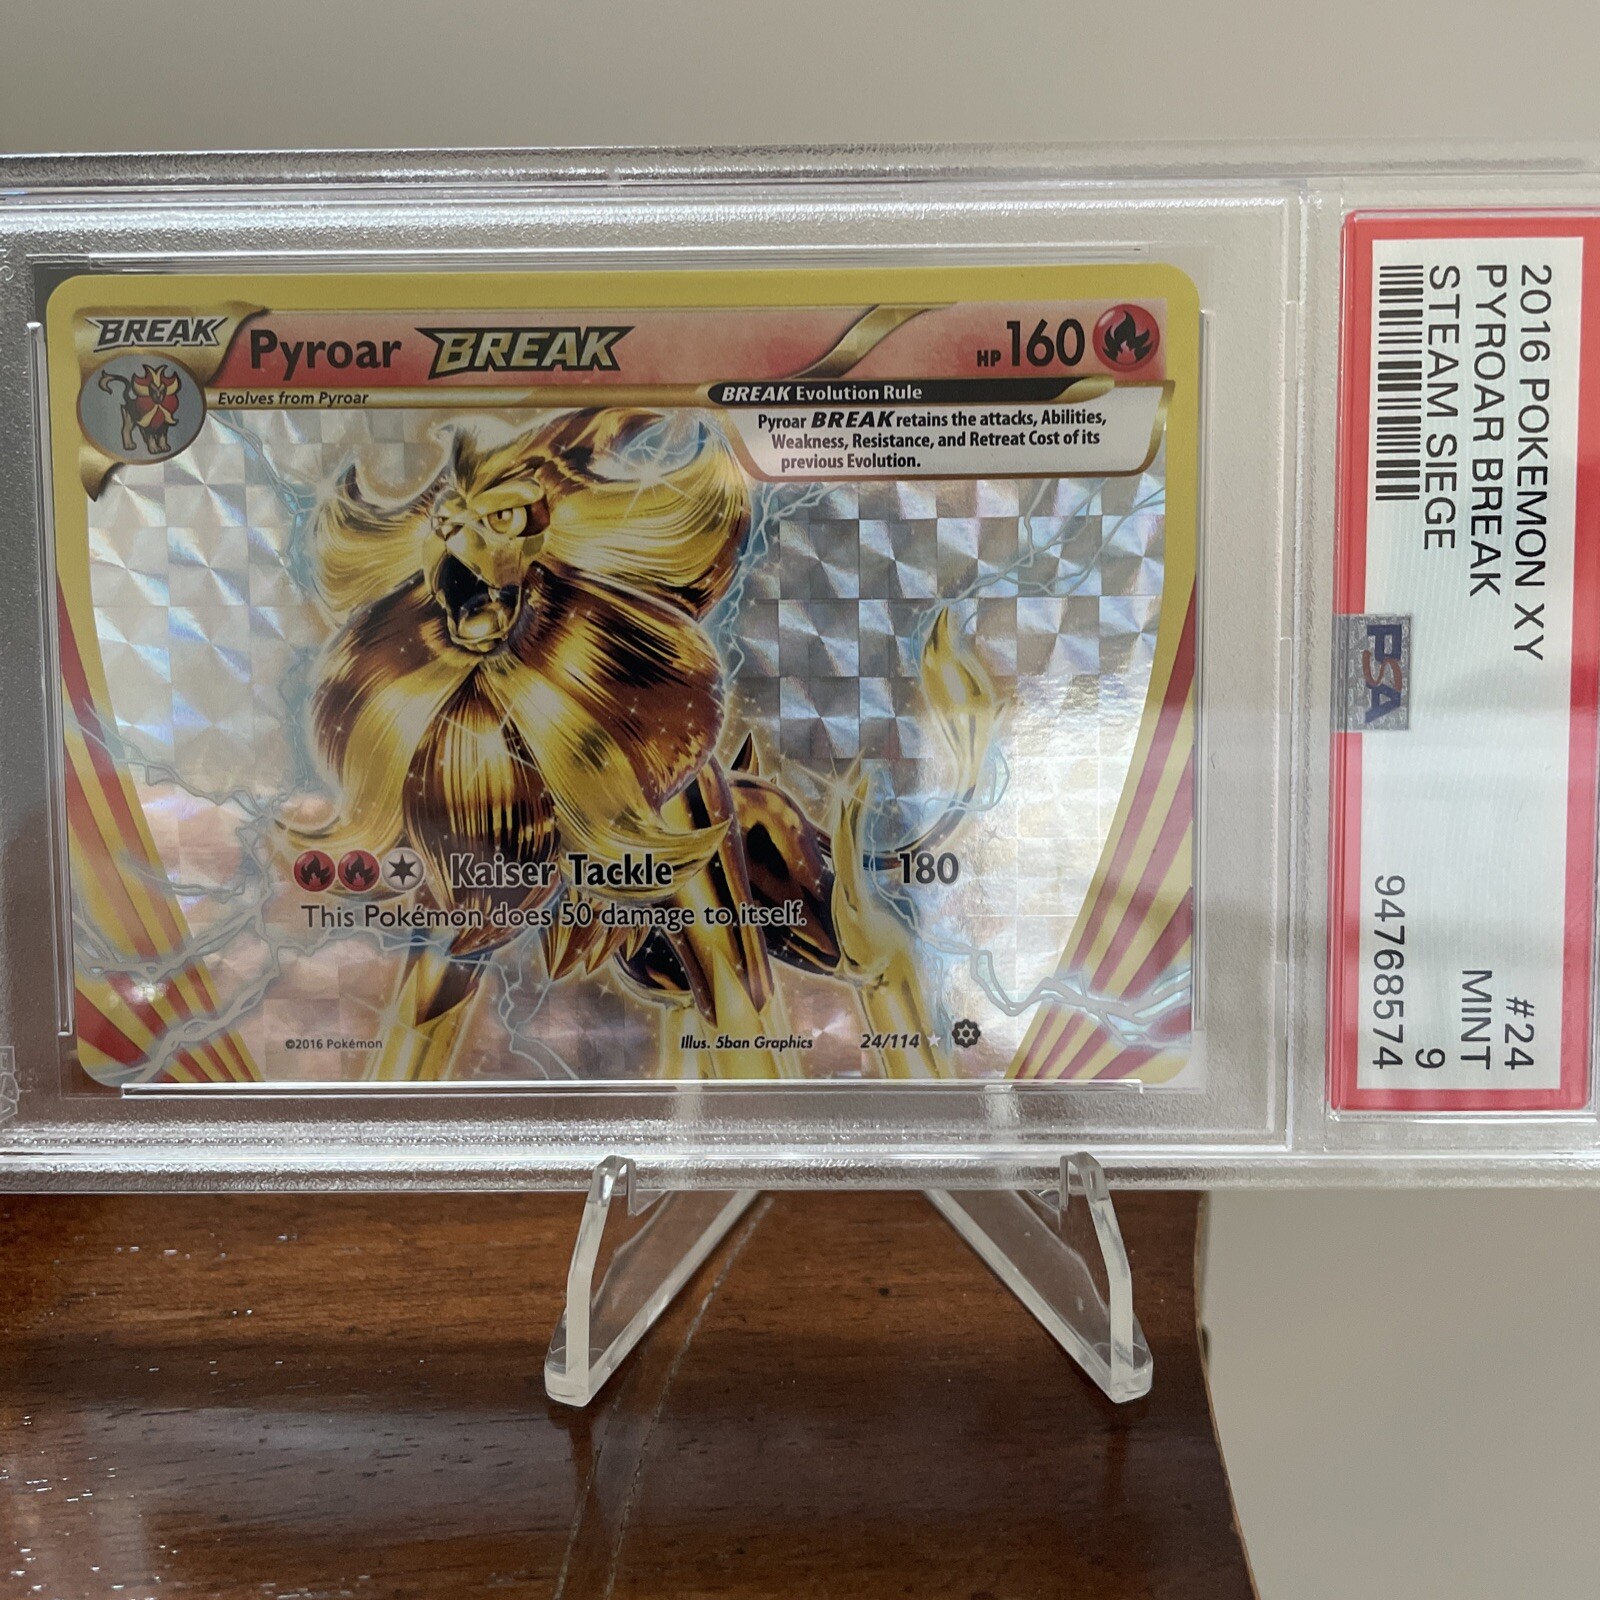 BREAK
Pyroar BREAK
HP 160
Evolves from Pyroar
BREAK Evolution Rule
Pyroar BREAK retains the attacks, Abilities,
Weakness, Resistance, and Retreat Cost of its
previous Evolution.
Kaiser Tackle 180
This Pokémon does 50 damage to itself.
©2016 Pokémon
Illus. 5ban Graphics
24/114
2016 POKEMON XY #24
PYROAR BREAK MINT
STEAM SIEGE 9
94768574
PSA